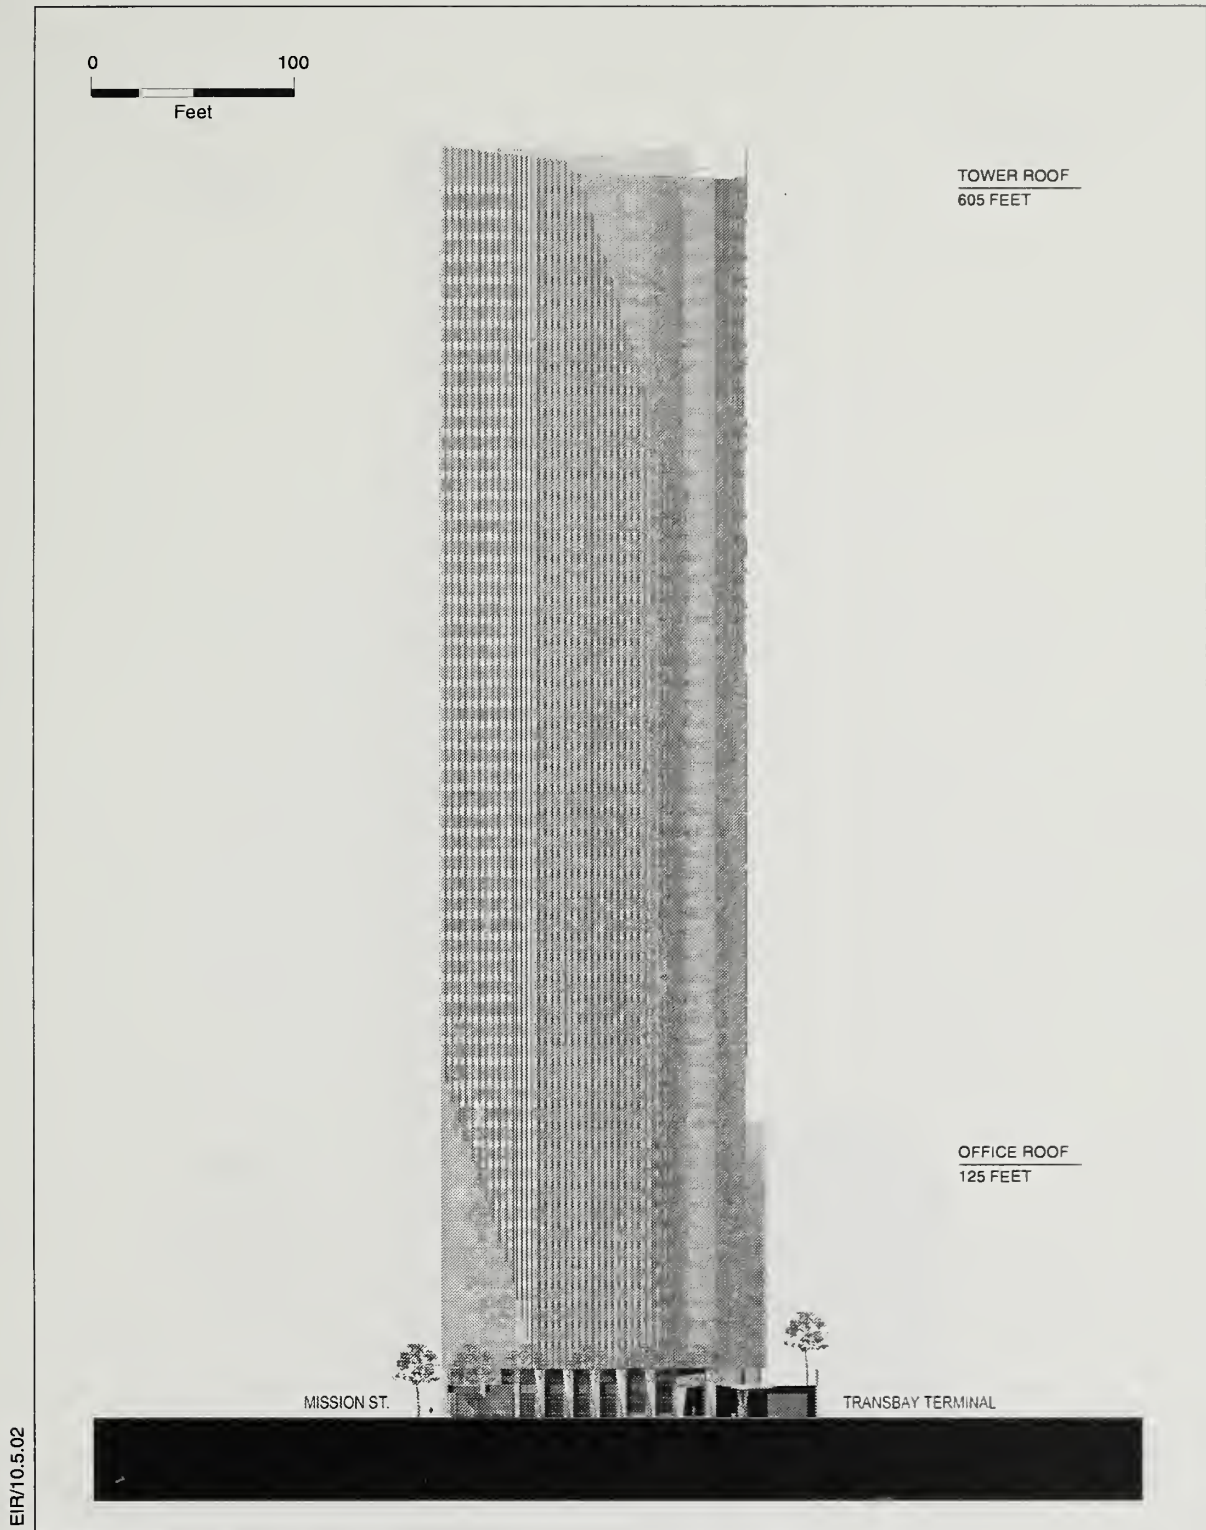 0 100
Feet
TOWER ROOF
605 FEET
OFFICE ROOF
125 FEET
MISSION ST.
TRANSBAY TERMINAL
EIR/10.5.02